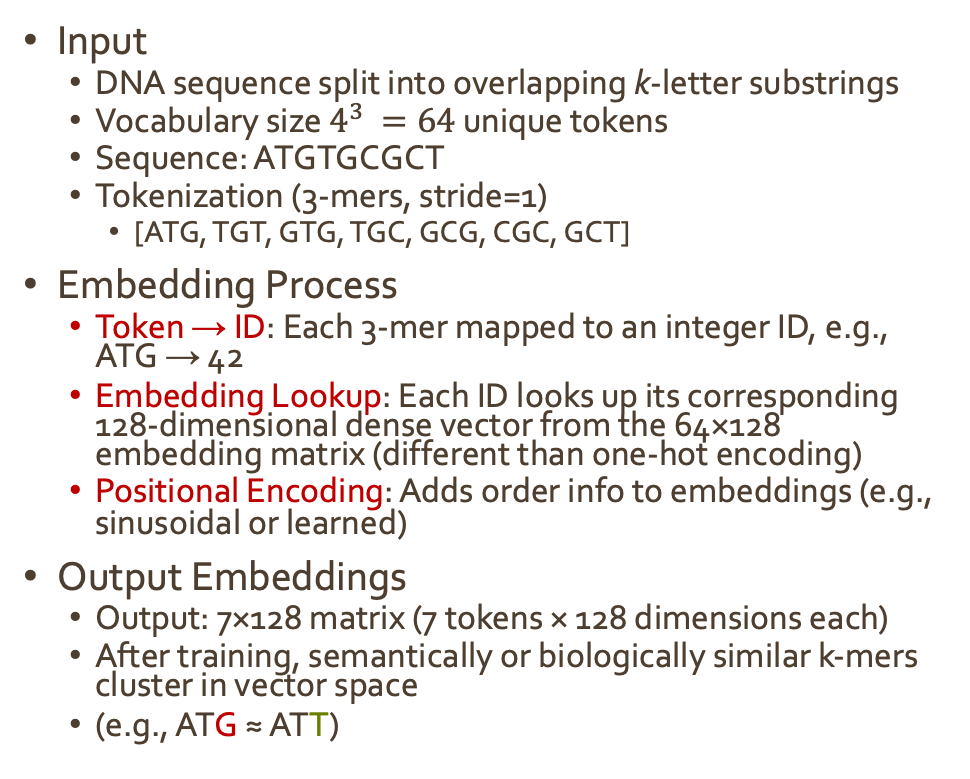 • Input
• DNA sequence split into overlapping k-letter substrings
• Vocabulary size 4³ = 64 unique tokens
• Sequence: ATGTGCGCT
• Tokenization (3-mers, stride=1)
• [ATG, TGT, GTG, TGC, GCG, CGC, GCT]
• Embedding Process
• Token → ID: Each 3-mer mapped to an integer ID, e.g.,
ATG → 42
• Embedding Lookup: Each ID looks up its corresponding
128-dimensional dense vector from the 64×128
embedding matrix (different than one-hot encoding)
• Positional Encoding: Adds order info to embeddings (e.g.,
sinusoidal or learned)
• Output Embeddings
• Output: 7×128 matrix (7 tokens × 128 dimensions each)
• After training, semantically or biologically similar k-mers
cluster in vector space
• (e.g., ATG ≈ ATT)